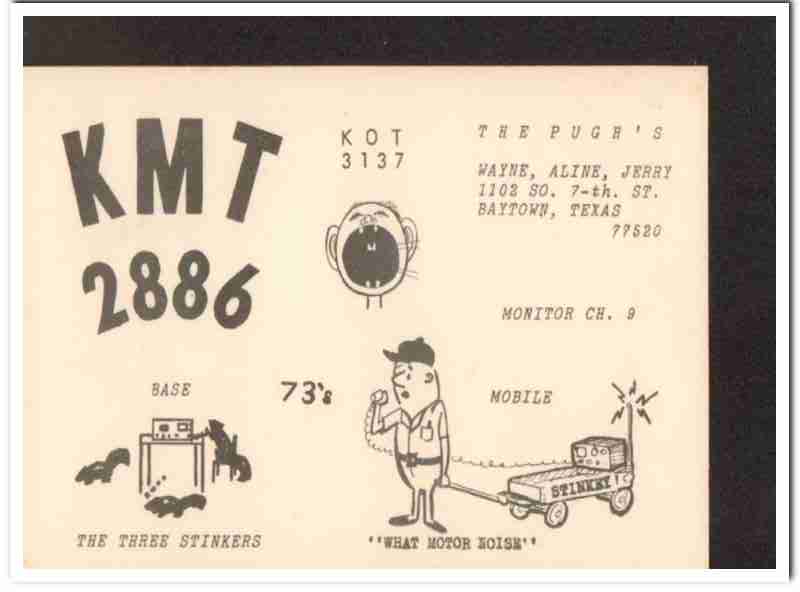 KMT
2886
KOT
3137
THE PUGH'S
WAYNE, ALINE, JERRY
1102 SO. 7-th. ST.
BAYTOWN, TEXAS
77520
MONITOR CH. 9
BASE
73's
MOBILE
STINKEY!
THE THREE STINKERS
"WHAT MOTOR NOISE"